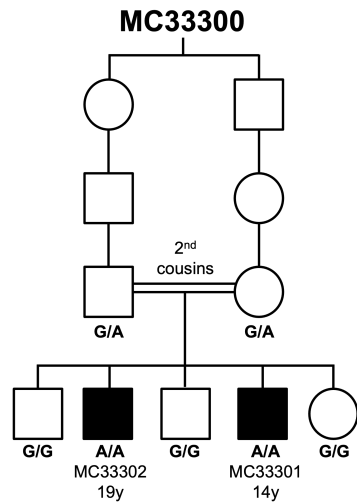 MC33300
2nd
cousins
G/A G/A
G/G A/A G/G A/A G/G
MC33302 MC33301
19y 14y